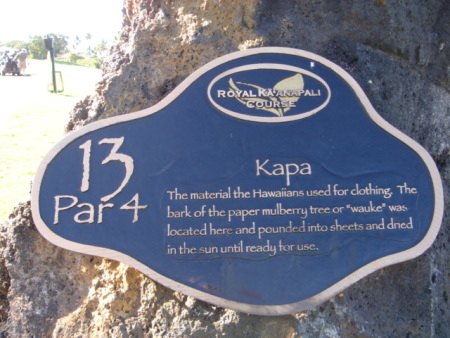 ROYAL KA'ANAPALI
COURSE
13
Par 4
Kapa
The material the Hawaiians used for clothing. The
bark of the paper mulberry tree or "wauke" was
located here and pounded into sheets and dried
in the sun until ready for use.